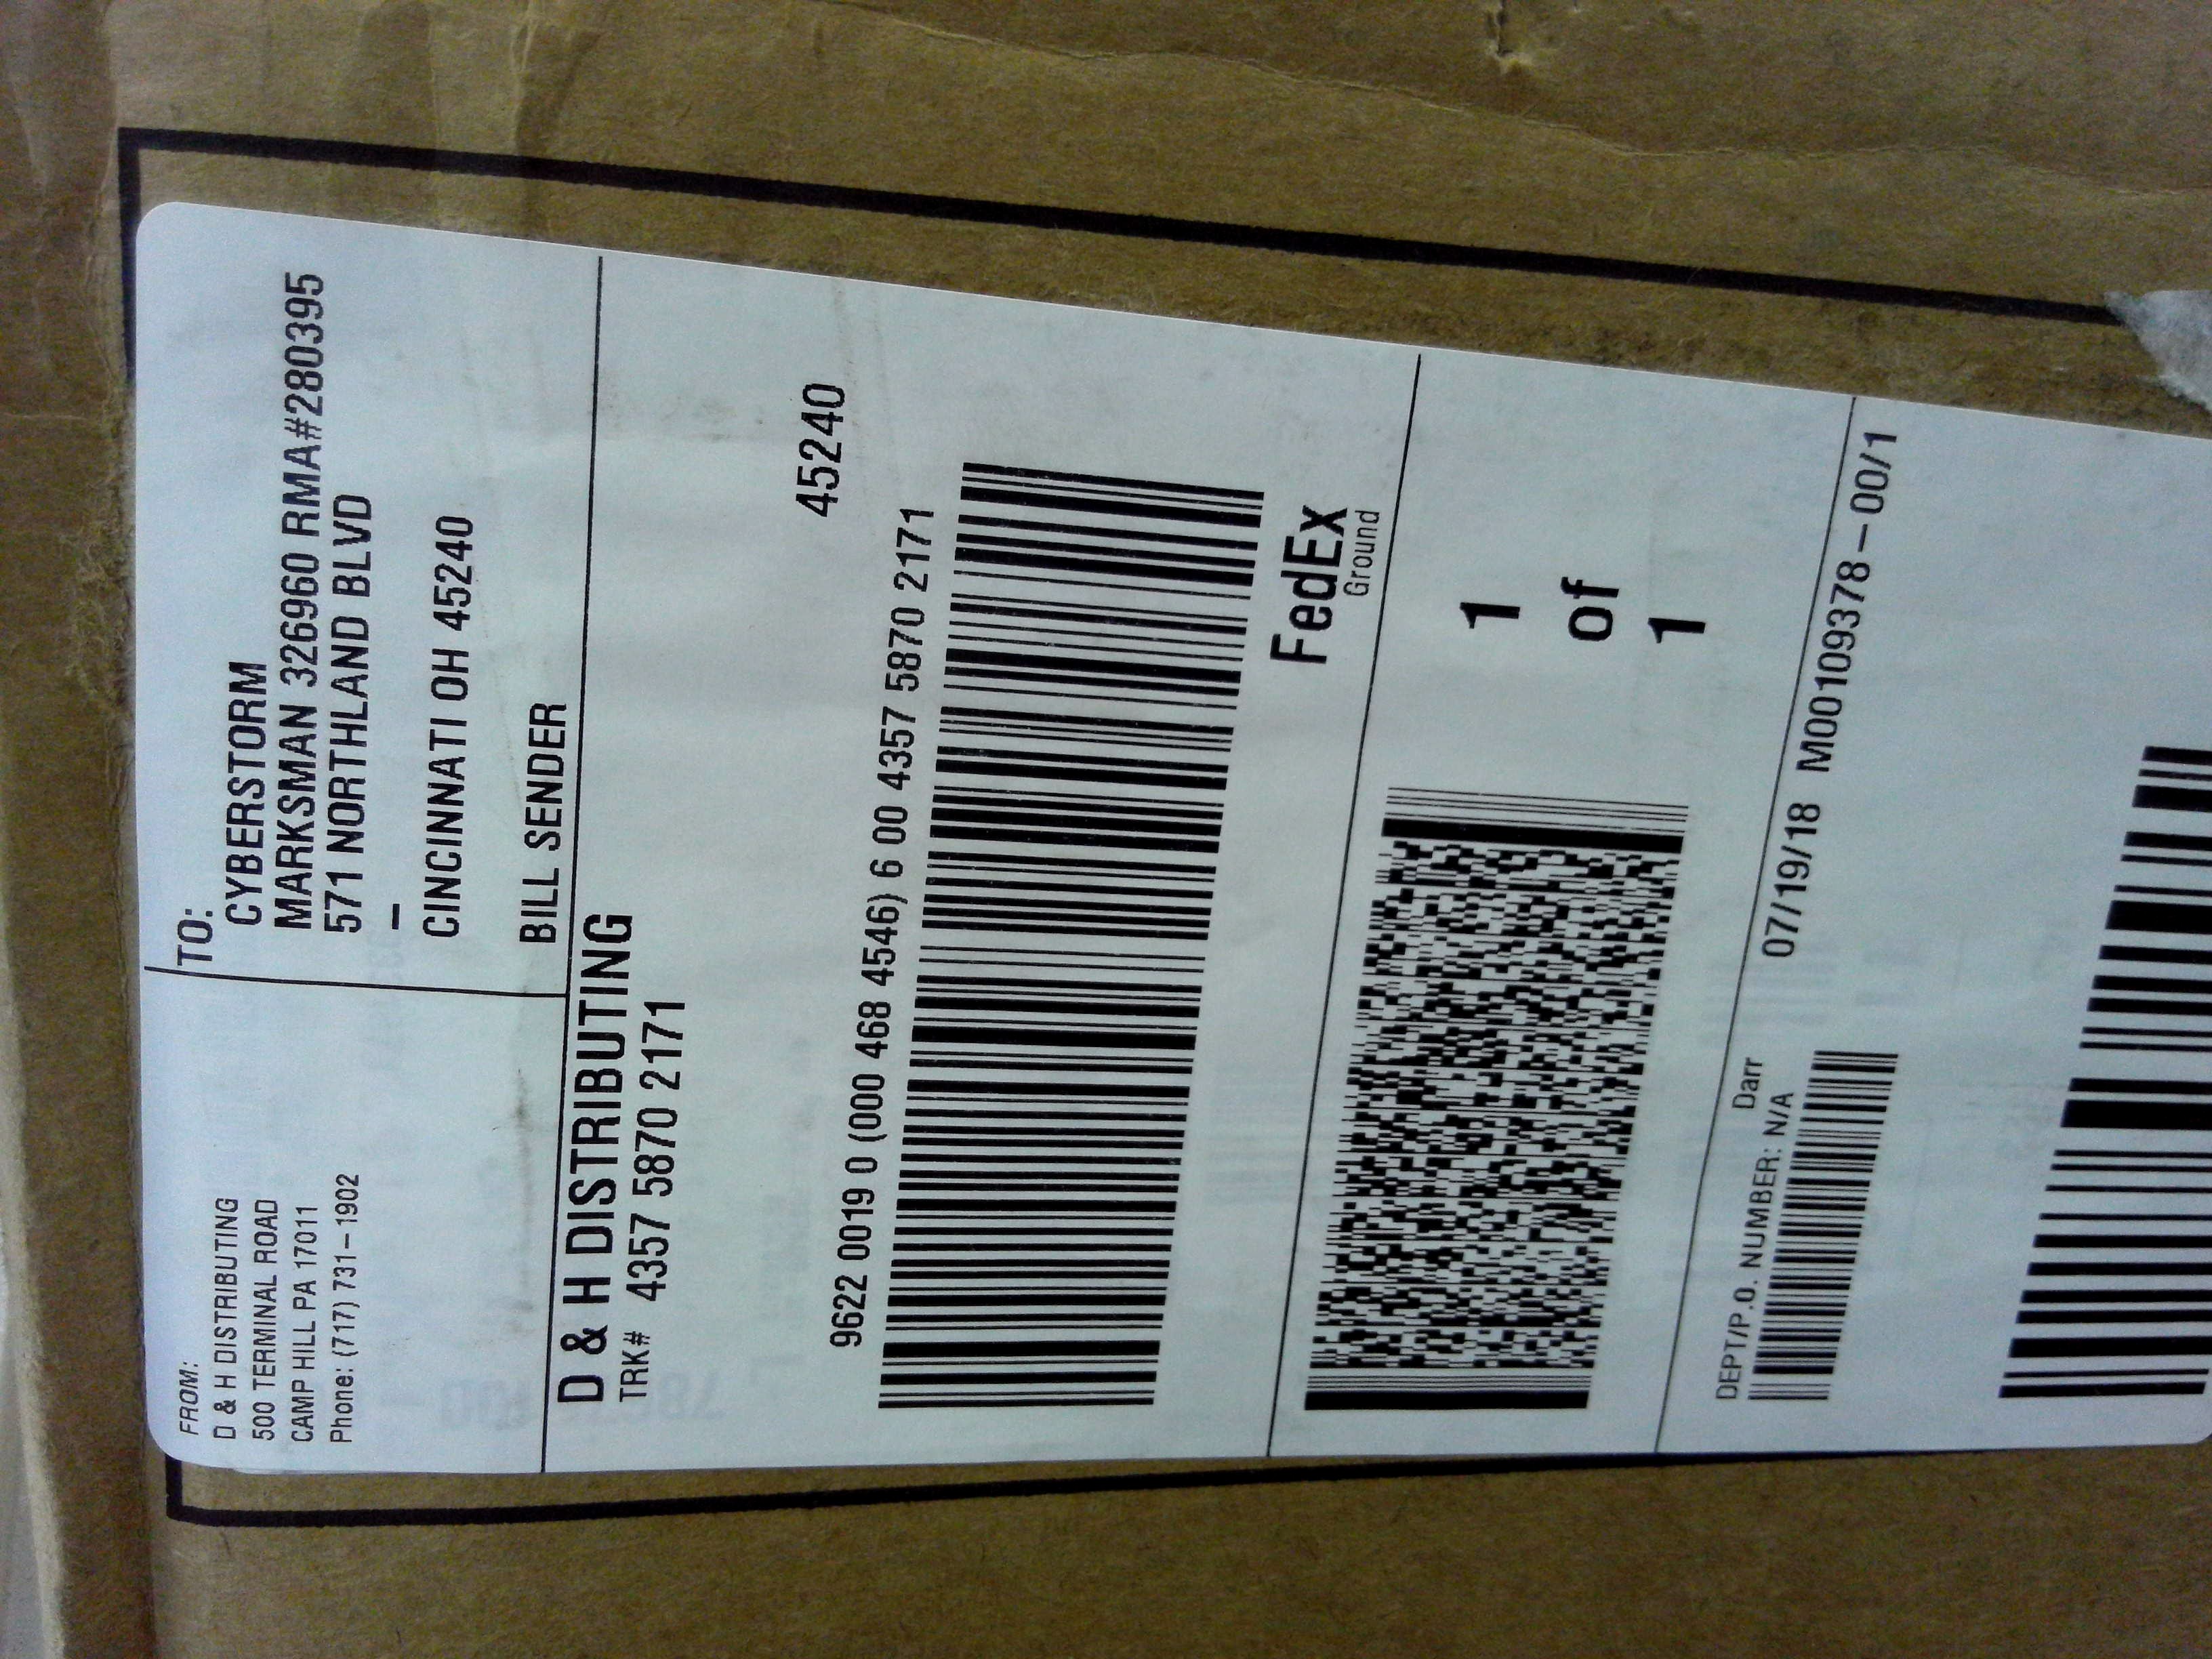 FROM:
D & H DISTRIBUTING
500 TERMINAL ROAD
CAMP HILL PA 17011
Phone: (717) 731-1902
TO:
CYBERSTORM
MARKSMAN 326960 RMA#280395
571 NORTHLAND BLVD
-
CINCINNATI OH 45240
BILL SENDER
D & H DISTRIBUTING
TRK# 4357 5870 2171
45240
9622 0019 0 (000 468 4546) 6 00 4357 5870 2171
FedEx
Ground
1
of
1
Darr
DEPT/P.O. NUMBER: N/A
07/19/18 M00109378-00/1